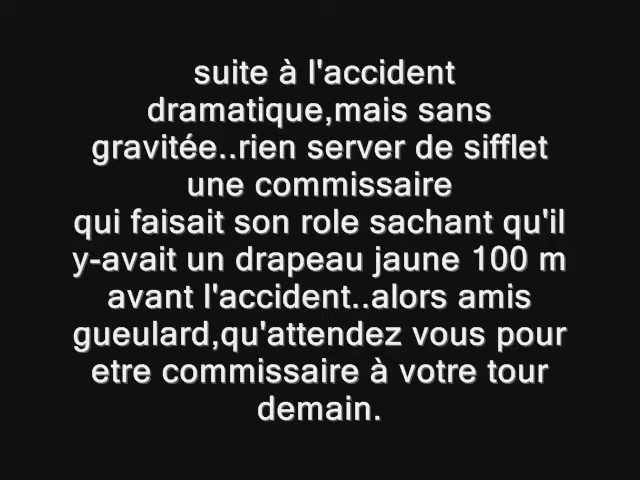 suite à l'accident
dramatique,mais sans
gravitée..rien server de sifflet
une commissaire
qui faisait son role sachant qu'il
y-avait un drapeau jaune 100 m
avant l'accident..alors amis
gueulard,qu'attendez vous pour
etre commissaire à votre tour
demain.